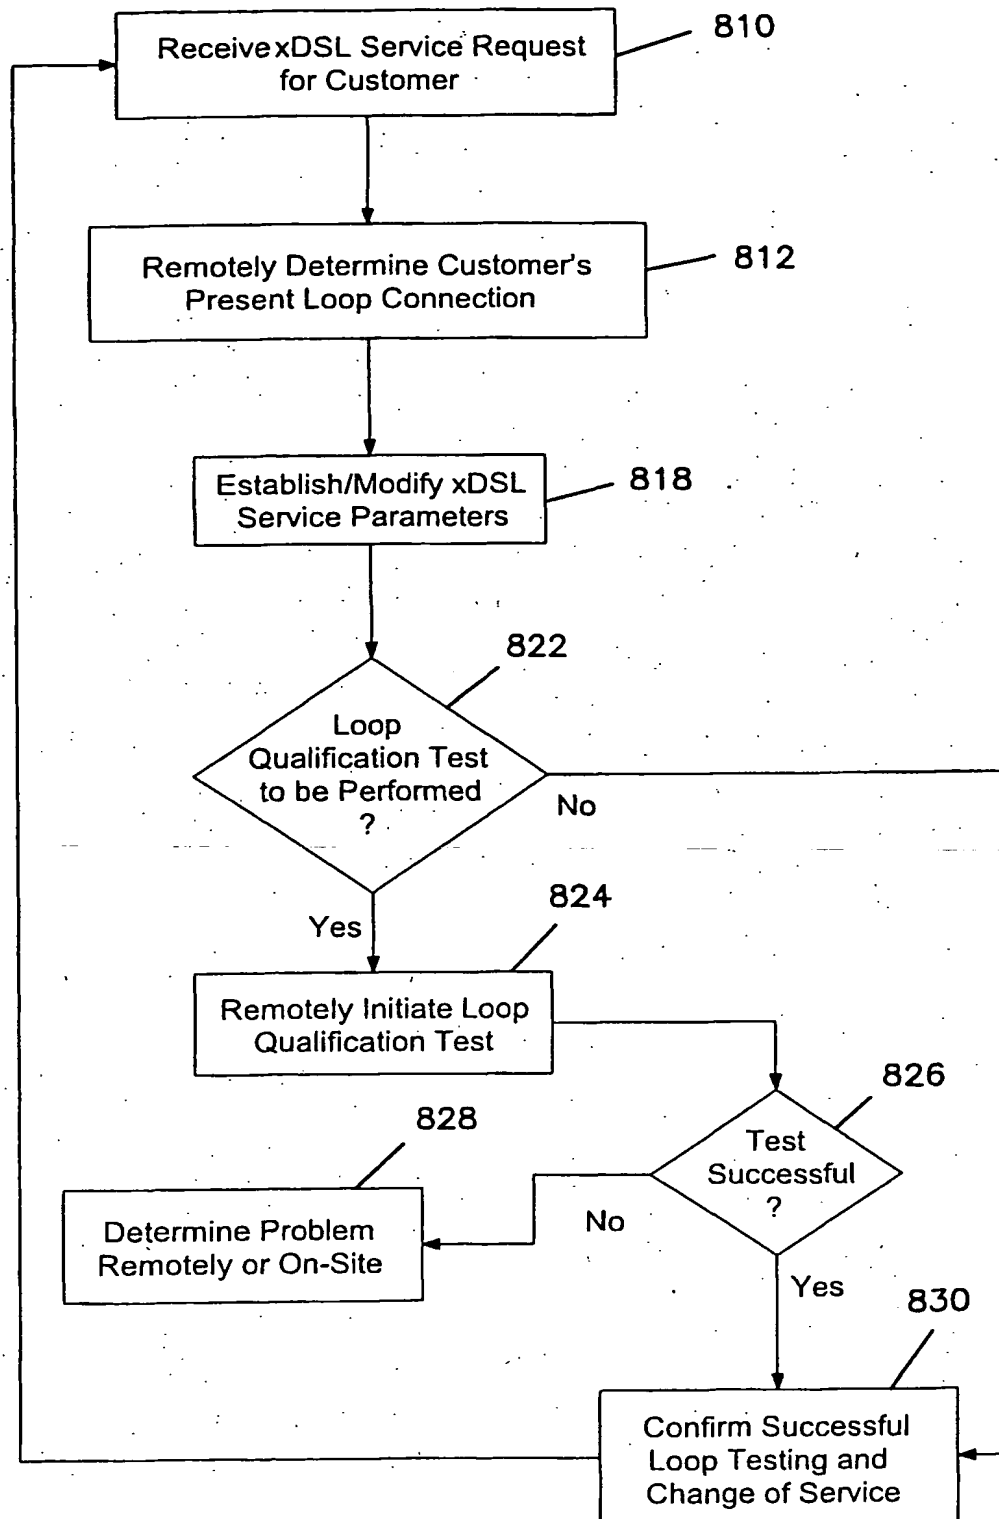 810
Receive xDSL Service Request
for Customer
812
Remotely Determine Customer's
Present Loop Connection
818
Establish/Modify xDSL
Service Parameters
822
Loop
Qualification Test
to be Performed
?
No
Yes
824
Remotely Initiate Loop
Qualification Test
826
Test
Successful
?
828
No
Determine Problem
Remotely or On-Site
Yes
830
Confirm Successful
Loop Testing and
Change of Service